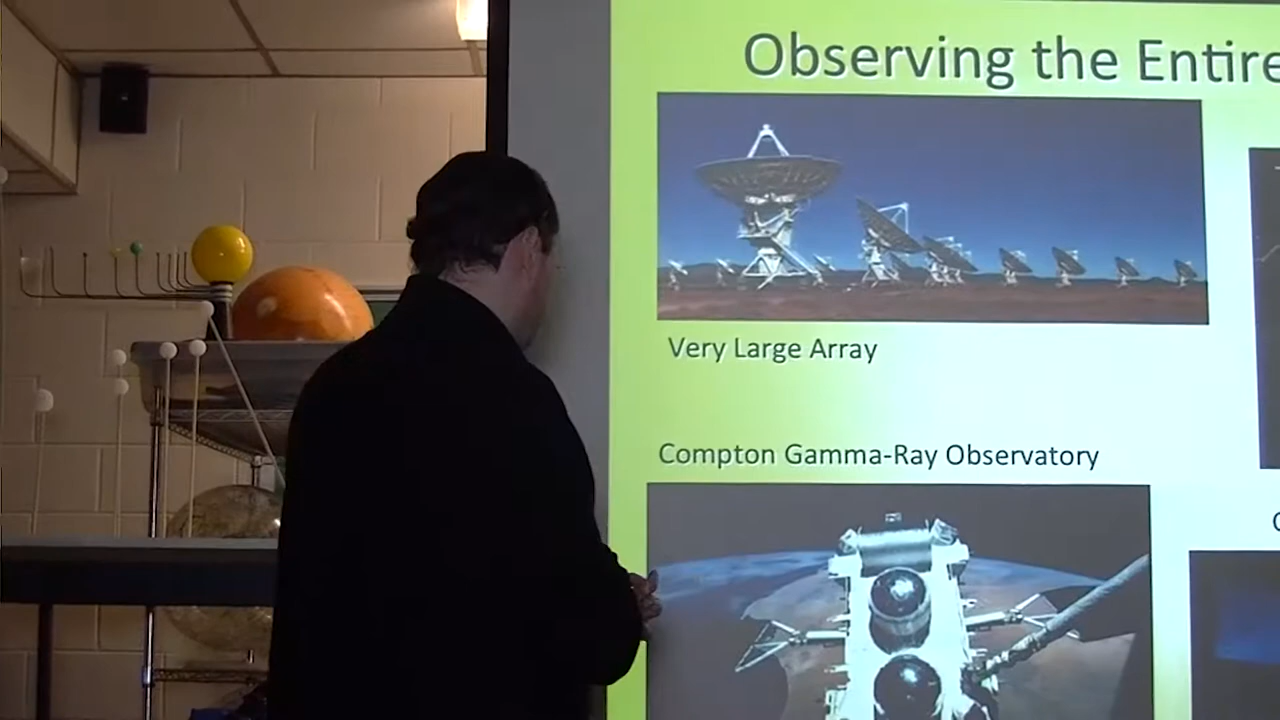 Observing the Entire
Very Large Array
Compton Gamma-Ray Observatory